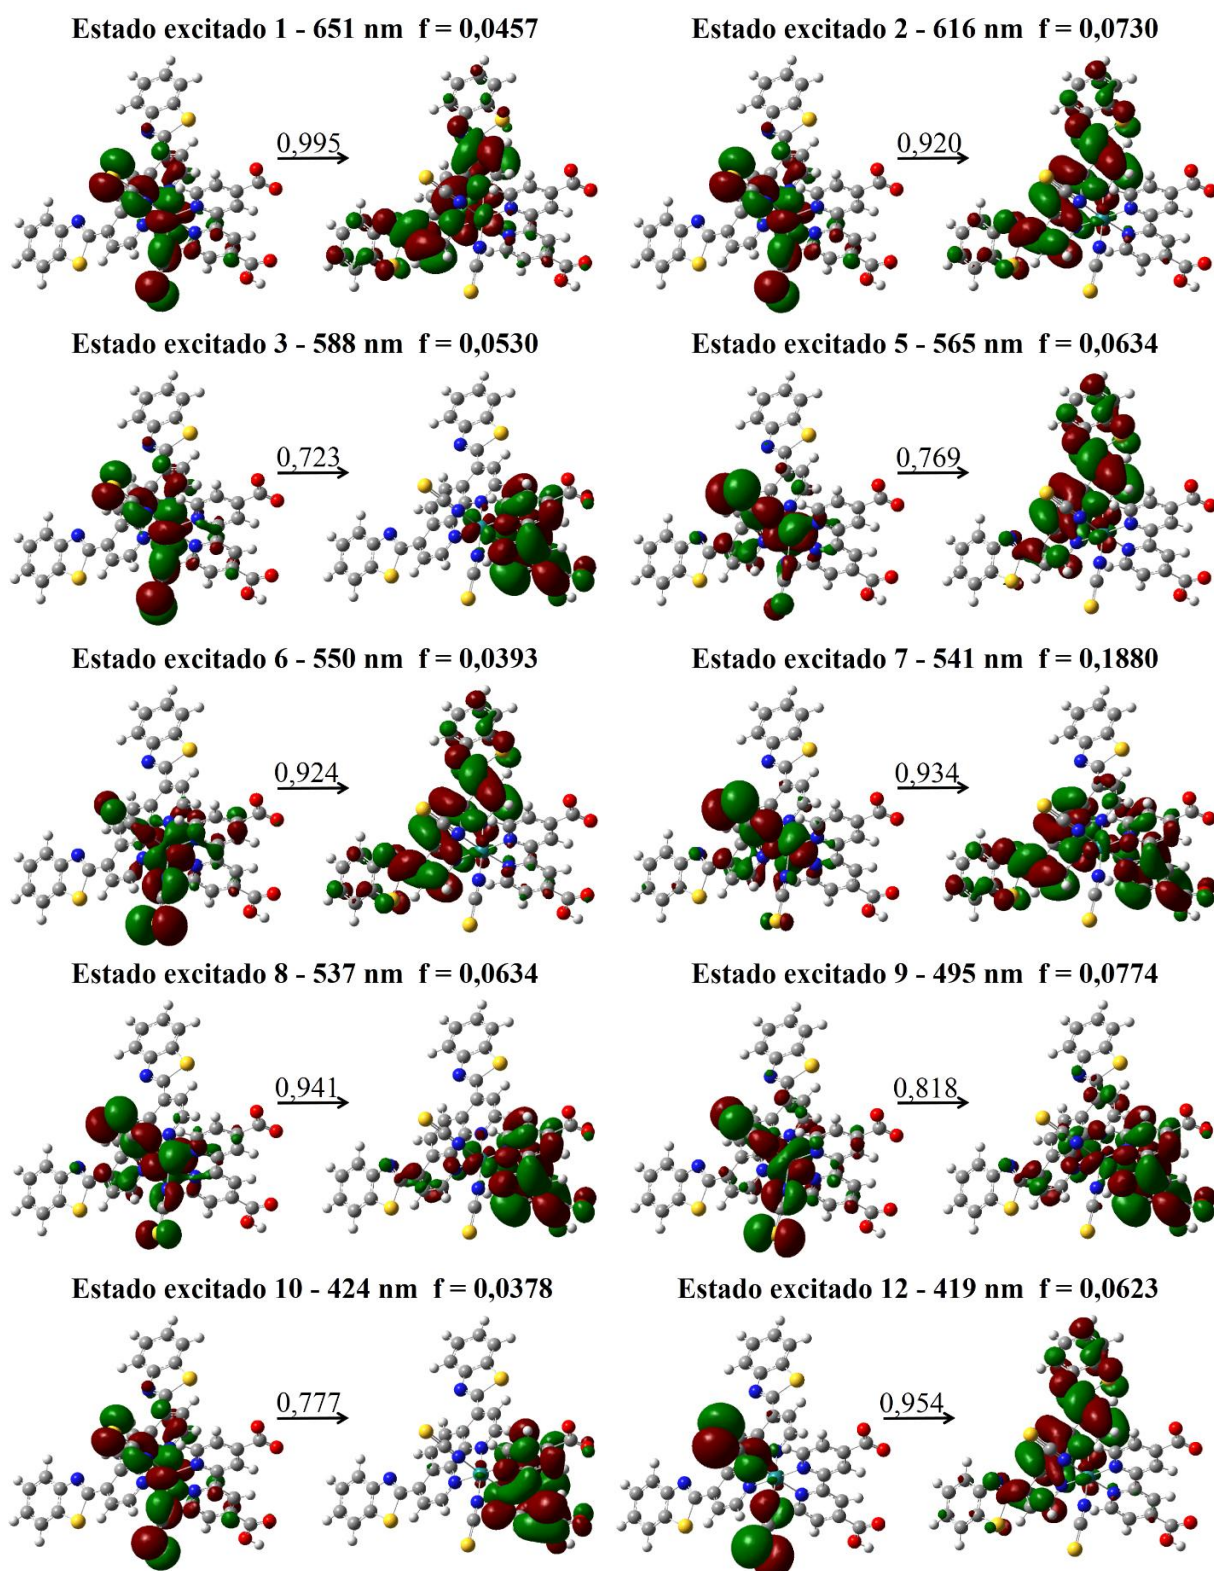 Estado excitado 1 - 651 nm f = 0,0457
Estado excitado 2 - 616 nm f = 0,0730
0,995
0,920
Estado excitado 3 - 588 nm f = 0,0530
Estado excitado 5 - 565 nm f = 0,0634
0,723
0,769
Estado excitado 6 - 550 nm f = 0,0393
Estado excitado 7 - 541 nm f = 0,1880
0,924
0,934
Estado excitado 8 - 537 nm f = 0,0634
Estado excitado 9 - 495 nm f = 0,0774
0,941
0,818
Estado excitado 10 - 424 nm f = 0,0378
Estado excitado 12 - 419 nm f = 0,0623
0,777
0,954